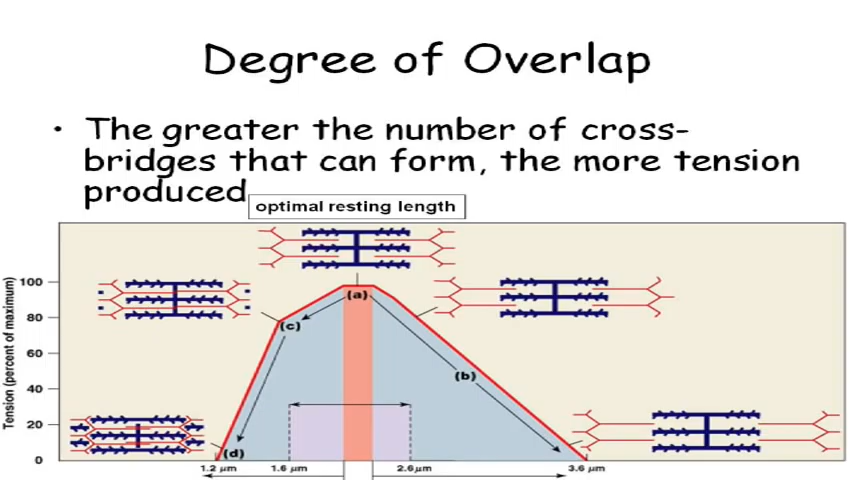 Degree of Overlap
• The greater the number of cross-
bridges that can form, the more tension
produced
optimal resting length
Tension (percent of maximum)
100
80
60
40
20
0
(a)
(c)
(b)
(d)
1.2 µm
1.6 µm
2.6µm
3.6 µm